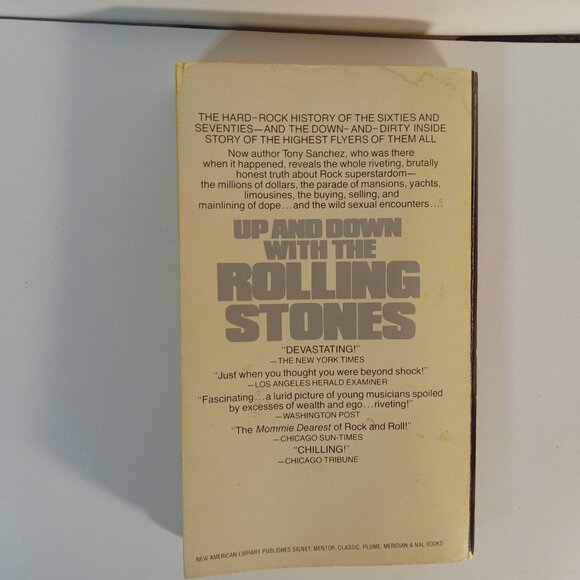 THE HARD-ROCK HISTORY OF THE SIXTIES AND
SEVENTIES—AND THE DOWN-AND-DIRTY INSIDE
STORY OF THE HIGHEST FLYERS OF THEM ALL
Now author Tony Sanchez, who was there
when it happened, reveals the whole riveting, brutally
honest truth about Rock superstardom—
the millions of dollars, the parade of mansions, yachts,
limousines, the buying, selling, and
mainlining of dope...and the wild sexual encounters....
UP AND DOWN
WITH THE
ROLLING
STONES
"DEVASTATING!"
—THE NEW YORK TIMES
"Just when you thought you were beyond shock!"
—LOS ANGELES HERALD EXAMINER
"Fascinating...a lurid picture of young musicians spoiled
by excesses of wealth and ego...riveting!"
—WASHINGTON POST
"The Mommie Dearest of Rock and Roll!"
—CHICAGO SUN-TIMES
"CHILLING!"
—CHICAGO TRIBUNE
NEW AMERICAN LIBRARY PUBLISHES SIGNET, MENTOR, CLASSIC, PLUME, MERIDIAN & NAL BOOKS